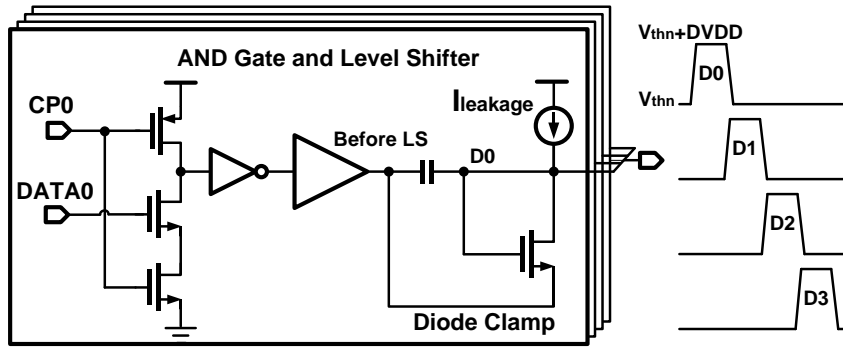 AND Gate and Level Shifter
CP0
DATA0
Before LS
Ileakage
D0
Diode Clamp
Vthn+DVDD
Vthn
D0
D1
D2
D3